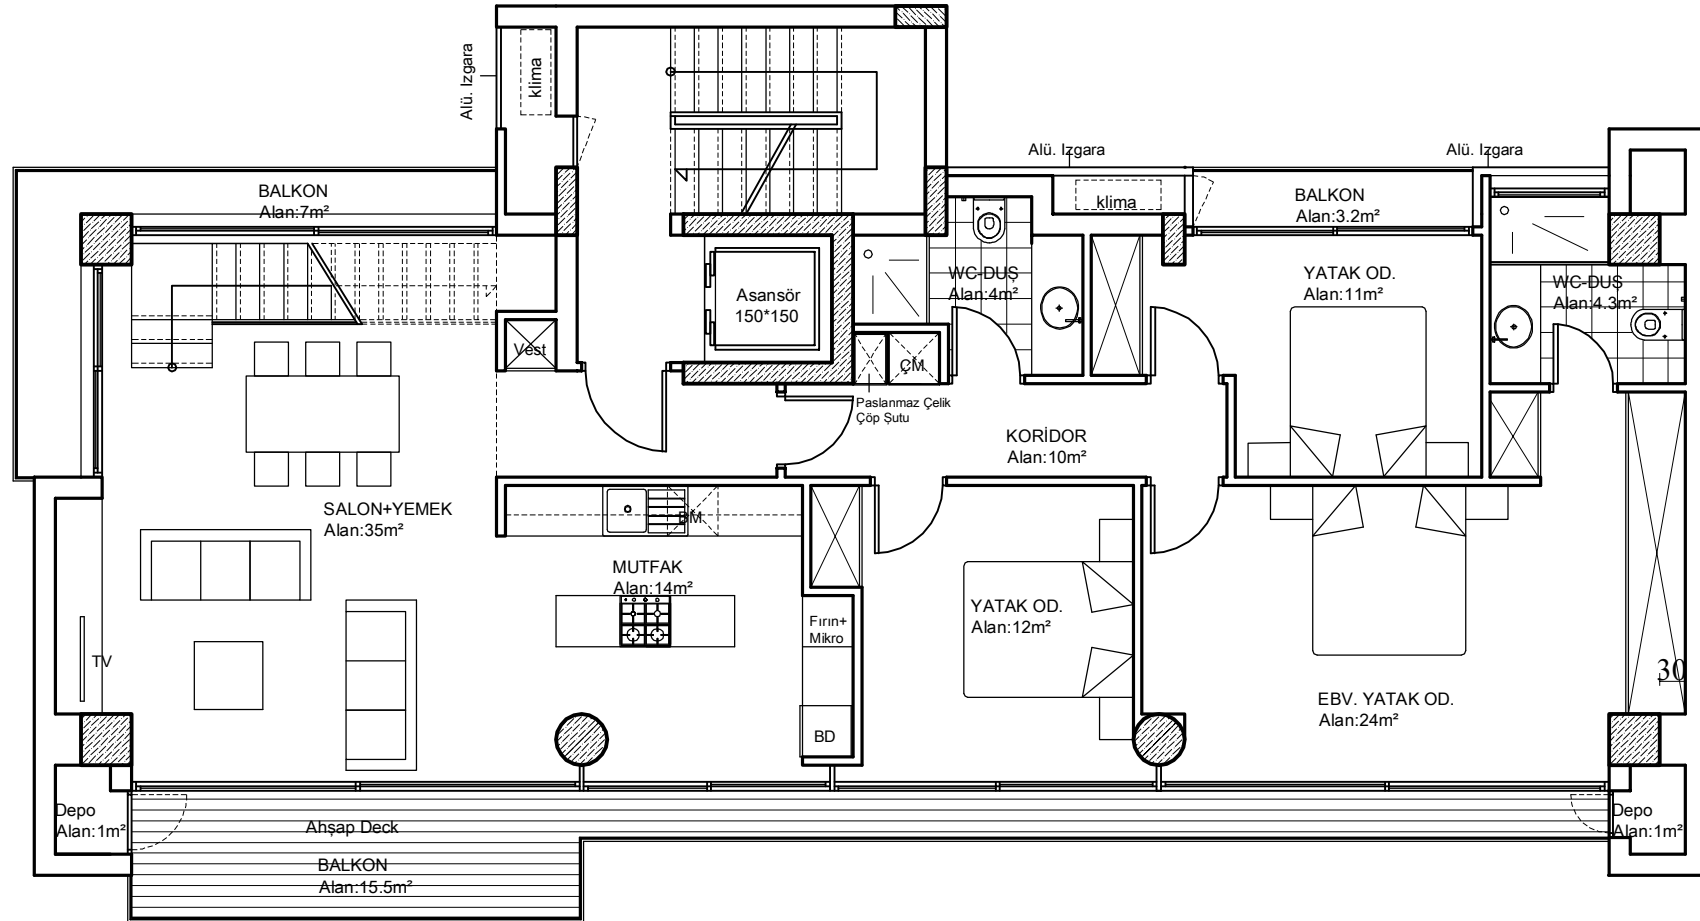 Alü. Izgara
klima
Alü. Izgara
Alü. Izgara
klima
BALKON
Alan:7m²
BALKON
Alan:3.2m²
WC-DUŞ
Alan:4m²
YATAK OD.
Alan:11m²
WC-DUŞ
Alan:4.3m²
Asansör
150*150
Vest
ÇM
Paslanmaz Çelik
Çöp Şutu
KORİDOR
Alan:10m²
SALON+YEMEK
Alan:35m²
BM
MUTFAK
Alan:14m²
Fırın+
Mikro
YATAK OD.
Alan:12m²
TV
30
EBV. YATAK OD.
Alan:24m²
BD
Depo
Alan:1m²
Ahşap Deck
Depo
Alan:1m²
BALKON
Alan:15.5m²